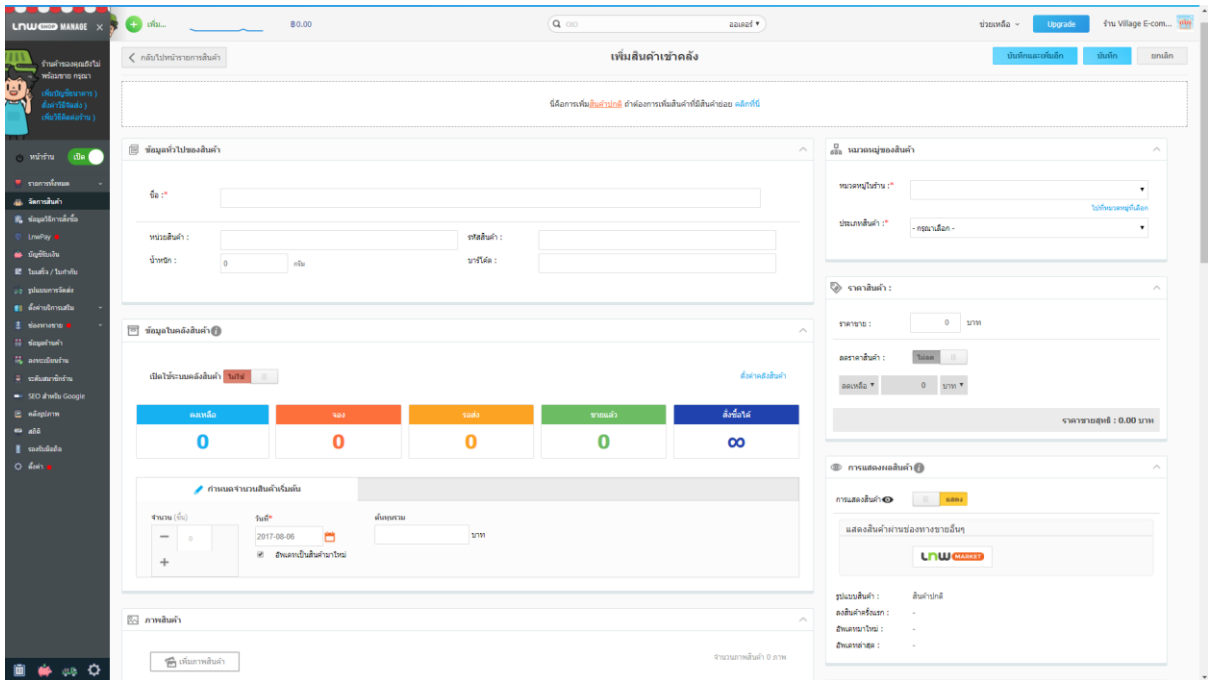 LnwSHOP MANAGE ×
เพิ่ม...
฿0.00
ออเดอร์ ▾
ช่วยเหลือ
Upgrade
ร้าน Village E-com...
ร้านค้าของคุณยังไม่
พร้อมขาย กรุณา
เพิ่มบัญชีธนาคาร )
ตั้งค่าวิธีจัดส่ง )
เพิ่มวิธีติดต่อร้าน )
หน้าร้าน เปิด
รายการทั้งหมด
จัดการสินค้า
ข้อมูลวิธีการสั่งซื้อ
LnwPay
บัญชีรับเงิน
ใบเสร็จ / ใบกำกับ
รูปแบบการจัดส่ง
ตั้งค่าบริการเสริม
ช่องทางขาย
ข้อมูลร้านค้า
ลงทะเบียนร้าน
ระดับสมาชิกร้าน
SEO สำหรับ Google
คลังรูปภาพ
สถิติ
รองรับมือถือ
ตั้งค่า
กลับไปหน้ารายการสินค้า
เพิ่มสินค้าเข้าคลัง
บันทึกและเพิ่มอีก
บันทึก
ยกเลิก
นี่คือการเพิ่มสินค้าปกติ ถ้าต้องการเพิ่มสินค้าที่มีสินค้าย่อย คลิกที่นี่
ข้อมูลทั่วไปของสินค้า
ชื่อ :*
หน่วยสินค้า :
รหัสสินค้า :
น้ำหนัก :
0
กรัม
บาร์โค้ด :
ข้อมูลในคลังสินค้า
เปิดใช้ระบบคลังสินค้า ไม่ใช้
ตั้งค่าคลังสินค้า
คงเหลือ
จอง
รอส่ง
ขายแล้ว
สั่งซื้อได้
0
0
0
0
∞
กำหนดจำนวนสินค้าเริ่มต้น
จำนวน (ชิ้น)
วันที่*
ต้นทุนรวม
0
2017-08-06
บาท
อัพเดทเป็นสินค้ามาใหม่
ภาพสินค้า
เพิ่มภาพสินค้า
จำนวนภาพสินค้า 0 ภาพ
หมวดหมู่ของสินค้า
หมวดหมู่ในร้าน :*
ไปที่หมวดหมู่ที่เลือก
ประเภทสินค้า :*
- กรุณาเลือก -
ราคาสินค้า :
ราคาขาย :
0
บาท
ลดราคาสินค้า :
ไม่ลด
ลดเหลือ ▾
0
บาท ▾
ราคาขายสุทธิ : 0.00 บาท
การแสดงผลสินค้า
การแสดงสินค้า
แสดง
แสดงสินค้าผ่านช่องทางขายอื่นๆ
LnW MARKET
รูปแบบสินค้า :
สินค้าปกติ
ลงสินค้าครั้งแรก :
-
อัพเดทมาใหม่ :
-
อัพเดทล่าสุด :
-